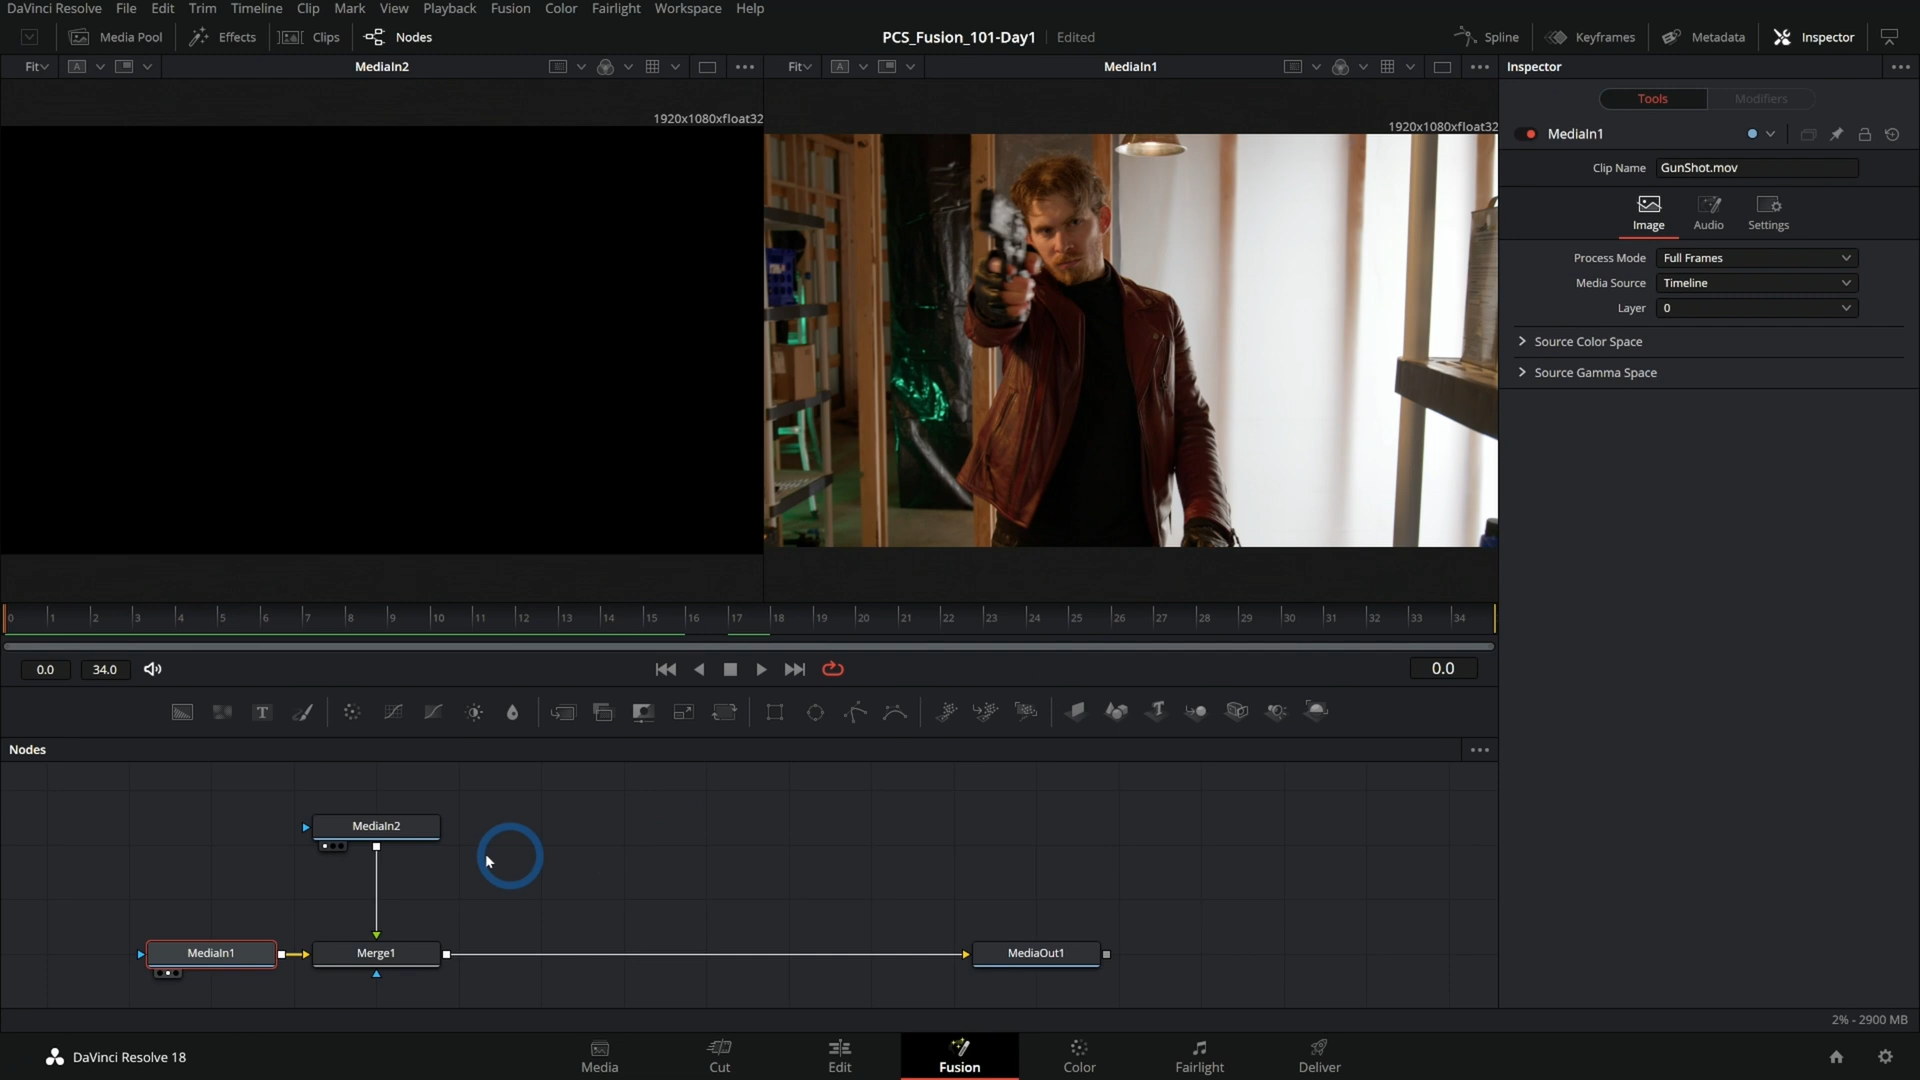 DaVinci Resolve File Edit Trim Timeline Clip Mark View Playback Fusion Color Fairlight Workspace Help
Media Pool Effects Clips Nodes PCS_Fusion_101-Day1 Edited Spline Keyframes Metadata Inspector
Fit A MediaIn2 Fit A MediaIn1 Inspector
1920x1080xfloat32
1920x1080xfloat32
Tools Modifiers
MediaIn1
Clip Name GunShot.mov
Image Audio Settings
Process Mode Full Frames
Media Source Timeline
Layer 0
Source Color Space
Source Gamma Space
0 1 2 3 4 5 6 7 8 9 10 11 12 13 14 15 16 17 18 19 20 21 22 23 24 25 26 27 28 29 30 31 32 33 34
0.0 34.0 0.0
T
Nodes
MediaIn2
MediaIn1 Merge1 MediaOut1
2% - 2900 MB
DaVinci Resolve 18 Media Cut Edit Fusion Color Fairlight Deliver